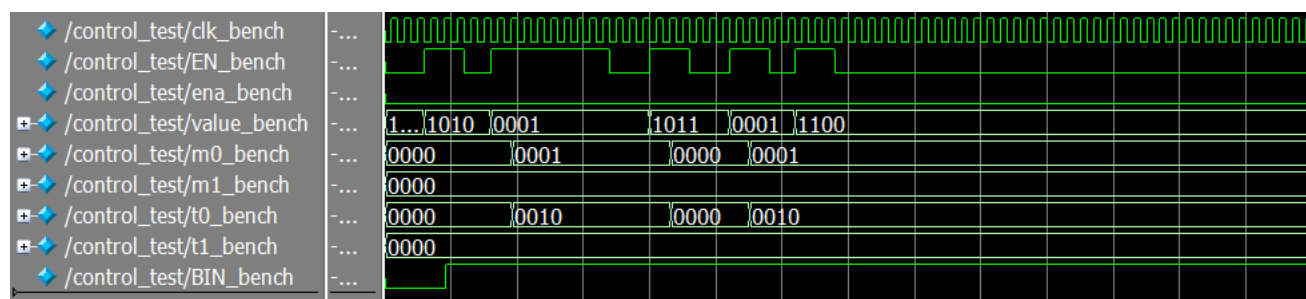 /control_test/clk_bench -...
/control_test/EN_bench -...
/control_test/ena_bench -...
/control_test/value_bench -... 1... 1010 0001 1011 0001 1100
/control_test/m0_bench -... 0000 0001 0000 0001
/control_test/m1_bench -... 0000
/control_test/t0_bench -... 0000 0010 0000 0010
/control_test/t1_bench -... 0000
/control_test/BIN_bench -...